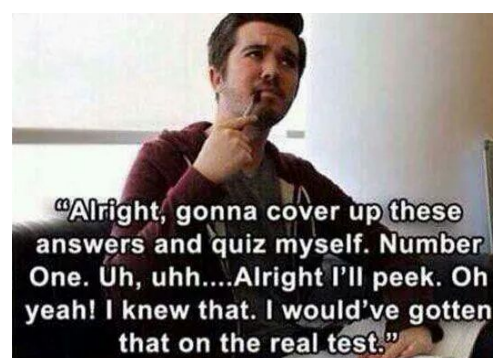 “Alright, gonna cover up these
answers and quiz myself. Number
One. Uh, uhh....Alright I’ll peek. Oh
yeah! I knew that. I would’ve gotten
that on the real test.”